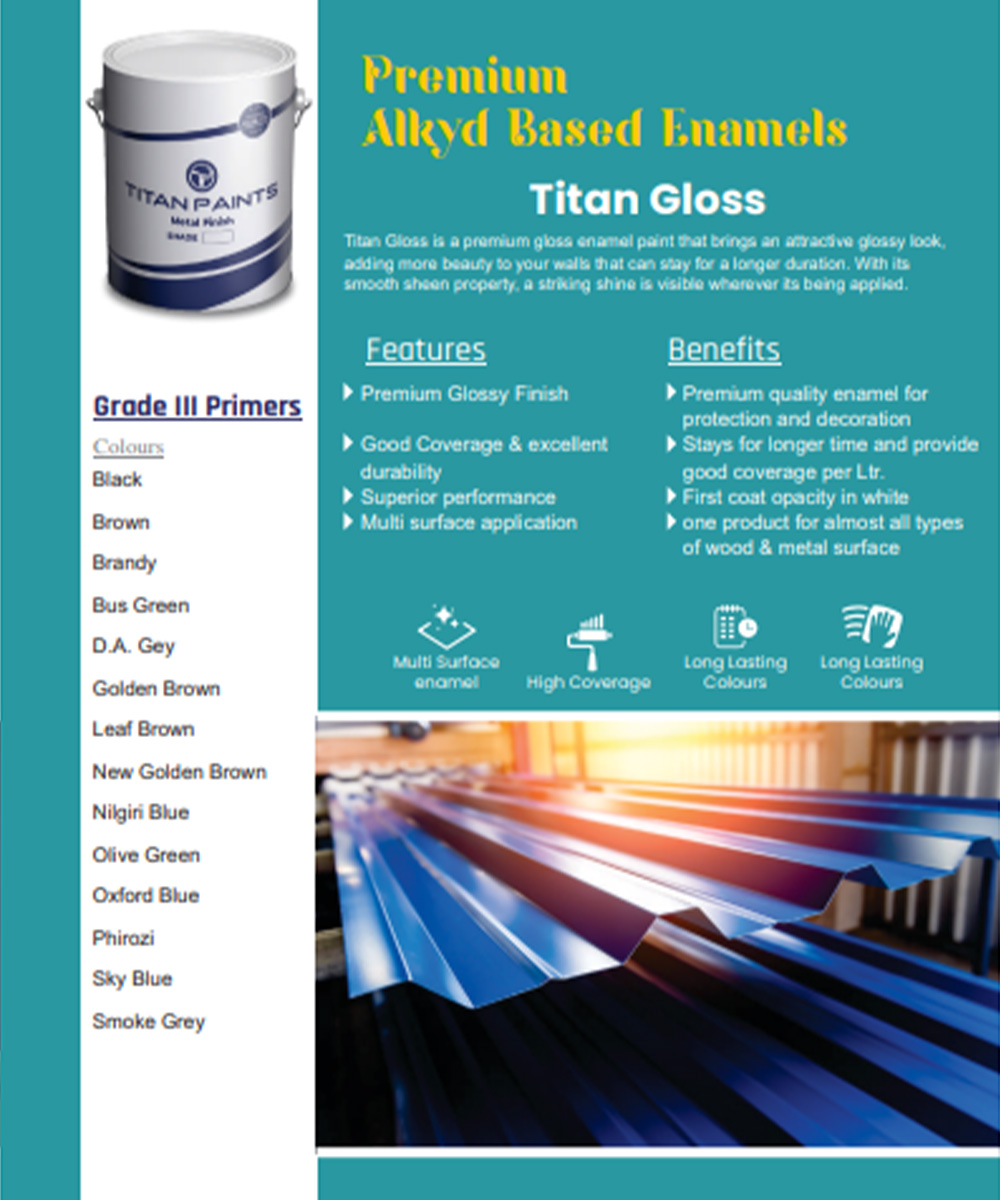 TITAN PAINTS
Metal Finish
GRADE
Grade III Primers
Colours
Black
Brown
Brandy
Bus Green
D.A. Gey
Golden Brown
Leaf Brown
New Golden Brown
Nilgiri Blue
Olive Green
Oxford Blue
Phirozi
Sky Blue
Smoke Grey
Premium
Alkyd Based Enamels
Titan Gloss
Titan Gloss is a premium gloss enamel paint that brings an attractive glossy look,
adding more beauty to your walls that can stay for a longer duration. With its
smooth sheen property, a striking shine is visible wherever its being applied.
Features
Premium Glossy Finish
Good Coverage & excellent
durability
Superior performance
Multi surface application
Benefits
Premium quality enamel for
protection and decoration
Stays for longer time and provide
good coverage per Ltr.
First coat opacity in white
one product for almost all types
of wood & metal surface
Multi Surface
enamel
High Coverage
Long Lasting
Colours
Long Lasting
Colours